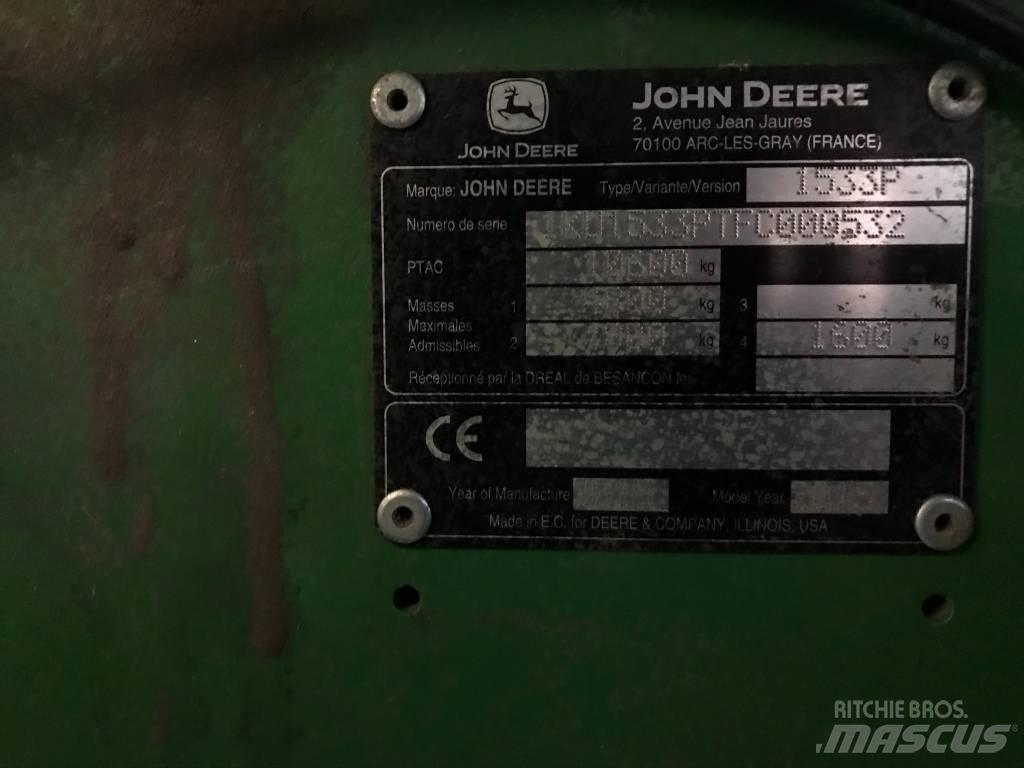 JOHN DEERE
JOHN DEERE
2, Avenue Jean Jaures
70100 ARC-LES-GRAY (FRANCE)
Marque: JOHN DEERE Type/Variante/Version 1533P
Numero de serie 1533PTFC000532
PTAC kg
Masses Maximales Admissibles
1 kg 3 kg
2 kg 4 1600 kg
Réceptionné par la DREAL de BESANCON
CE
Year of Manufacture Model Year
Made in E.C. for DEERE & COMPANY, ILLINOIS, USA
RITCHIE BROS.
MASCUS